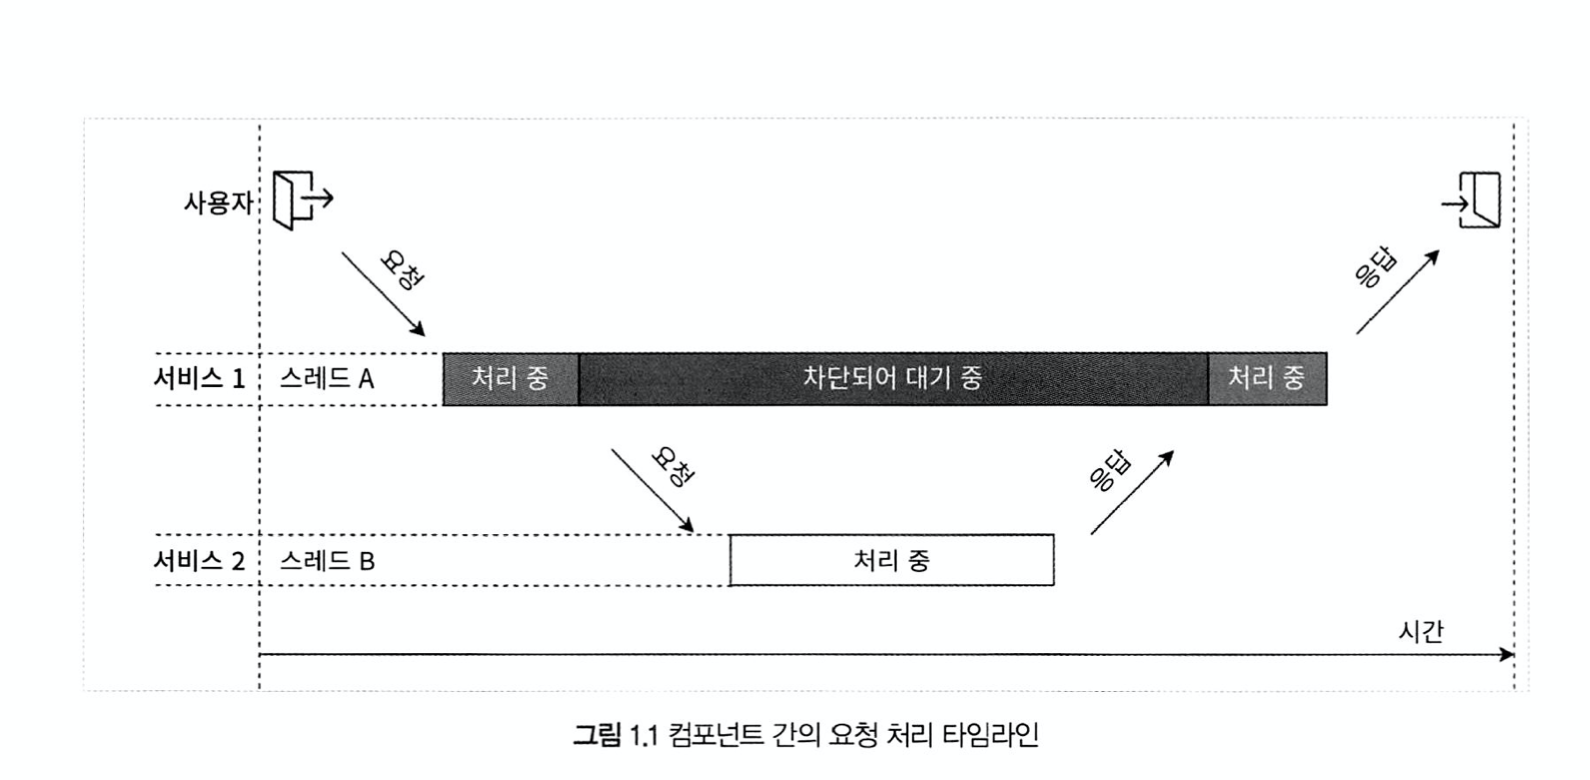 사용자
요청
응답
서비스 1 스레드 A 처리 중 차단되어 대기 중 처리 중
요청
응답
서비스 2 스레드 B 처리 중
시간
그림 1.1 컴포넌트 간의 요청 처리 타임라인